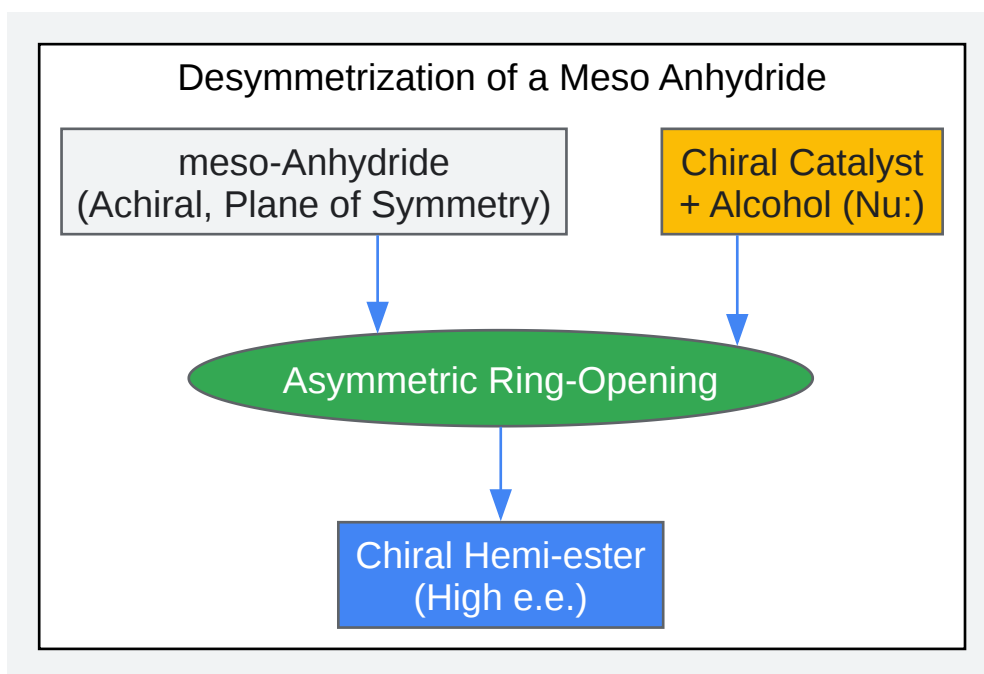 Desymmetrization of a Meso Anhydride
meso-Anhydride
(Achiral, Plane of Symmetry)
Chiral Catalyst
+ Alcohol (Nu:)
Asymmetric Ring-Opening
Chiral Hemi-ester
(High e.e.)